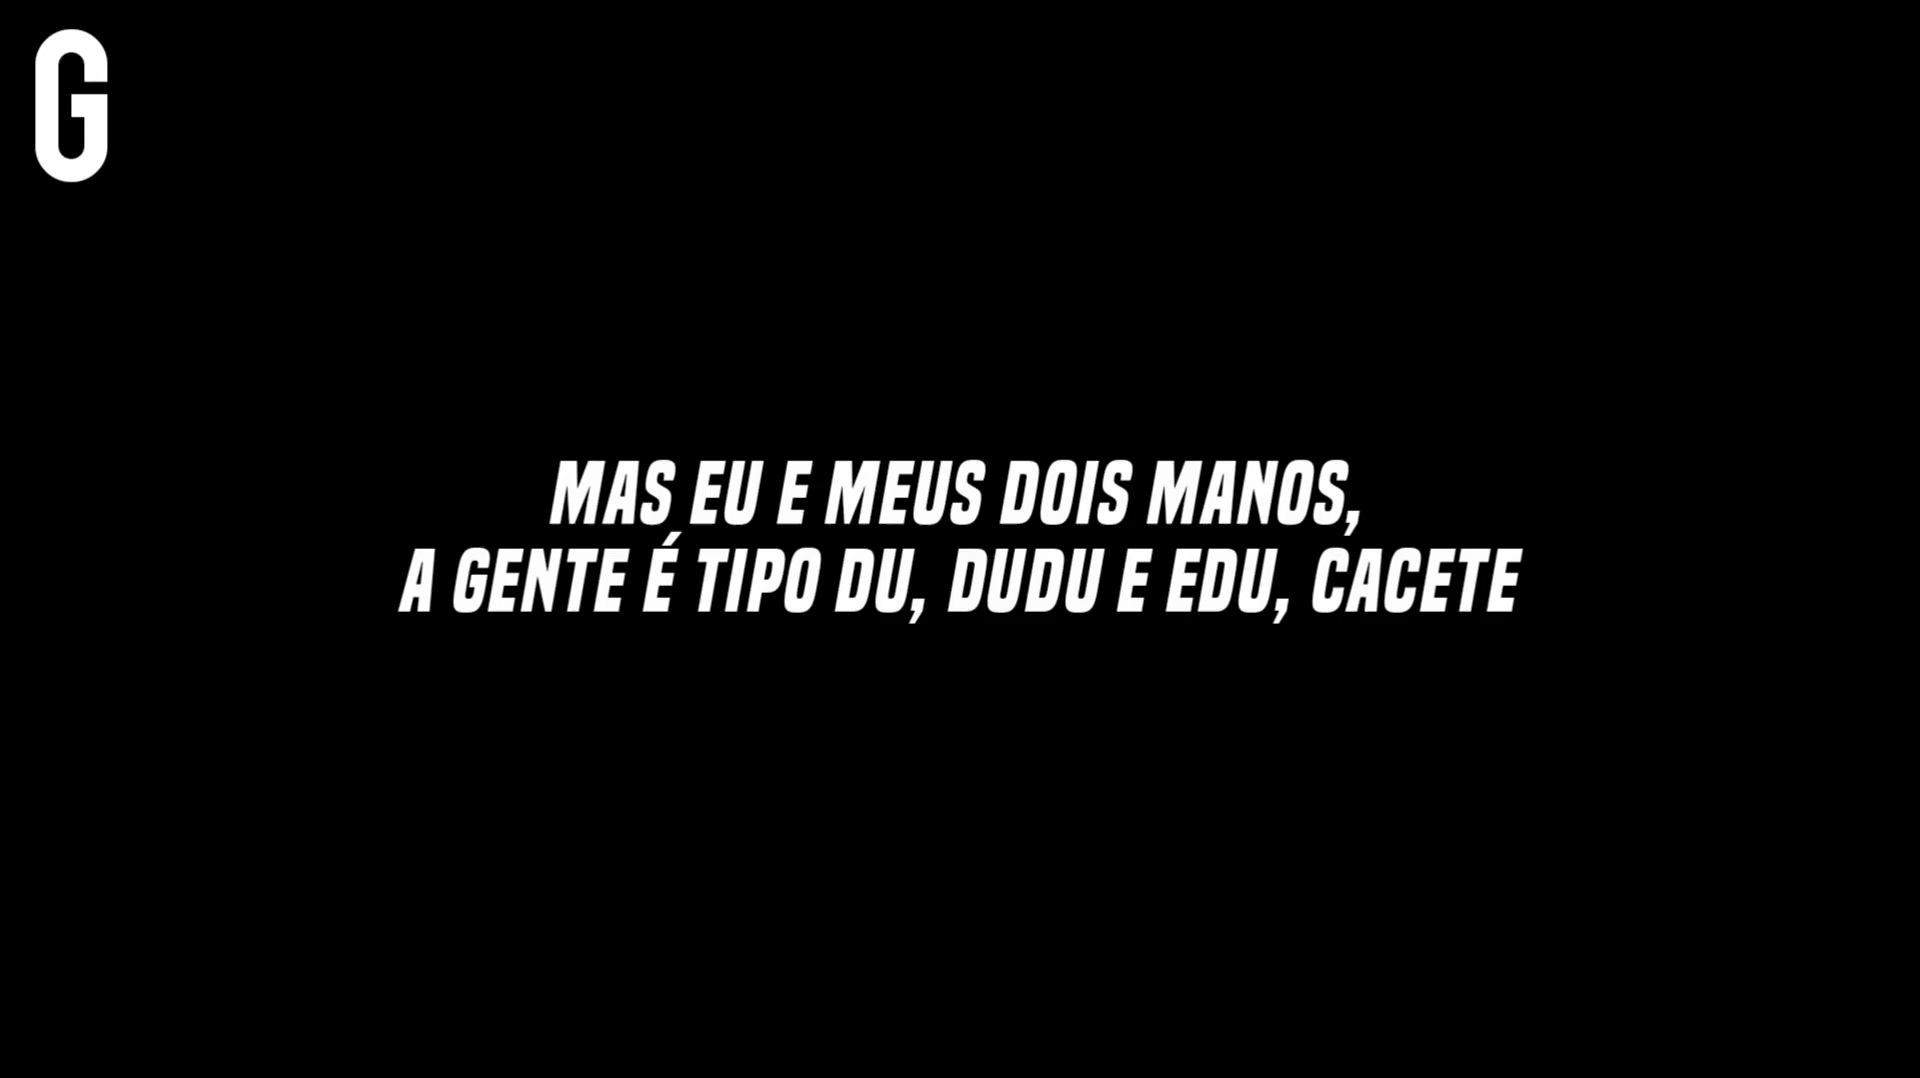 G
MAS EU E MEUS DOIS MANOS,
A GENTE É TIPO DU, DUDU E EDU, CACETE